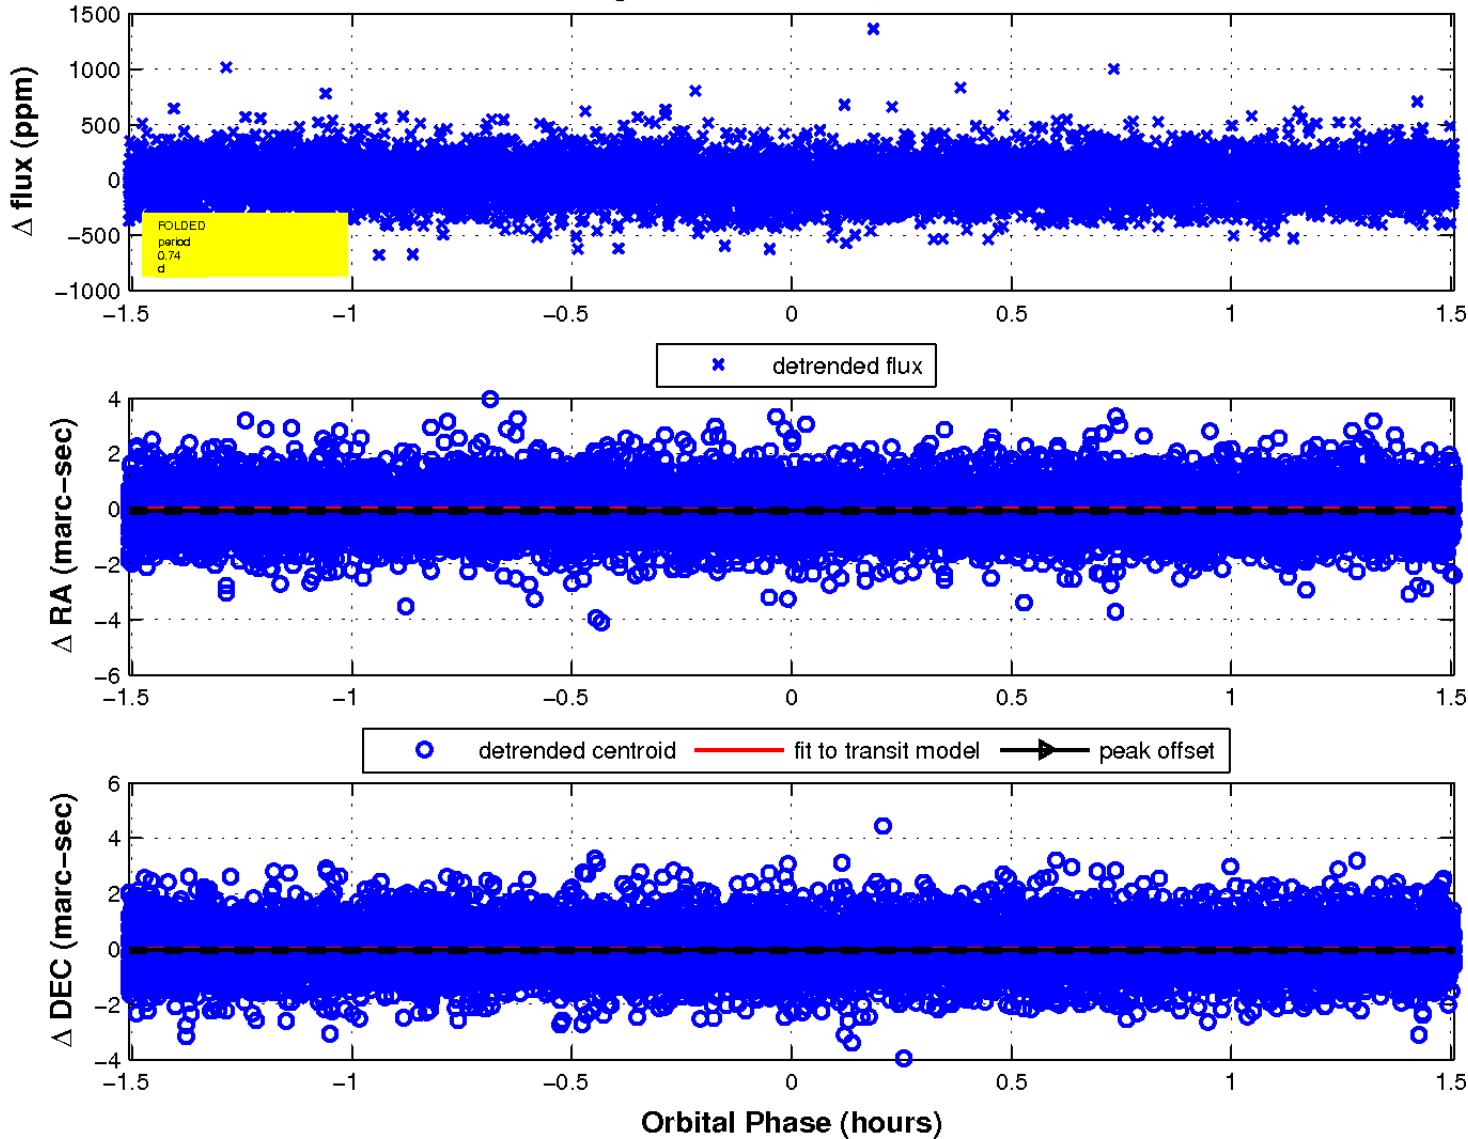 1500
1000
500
0
−500
−1000
Δ flux (ppm)
FOLDED
period
0.74
d
−1.5 −1 −0.5 0 0.5 1 1.5
detrended flux
4
2
0
−2
−4
−6
Δ RA (marc−sec)
−1.5 −1 −0.5 0 0.5 1 1.5
detrended centroid fit to transit model peak offset
6
4
2
0
−2
−4
Δ DEC (marc−sec)
−1.5 −1 −0.5 0 0.5 1 1.5
Orbital Phase (hours)